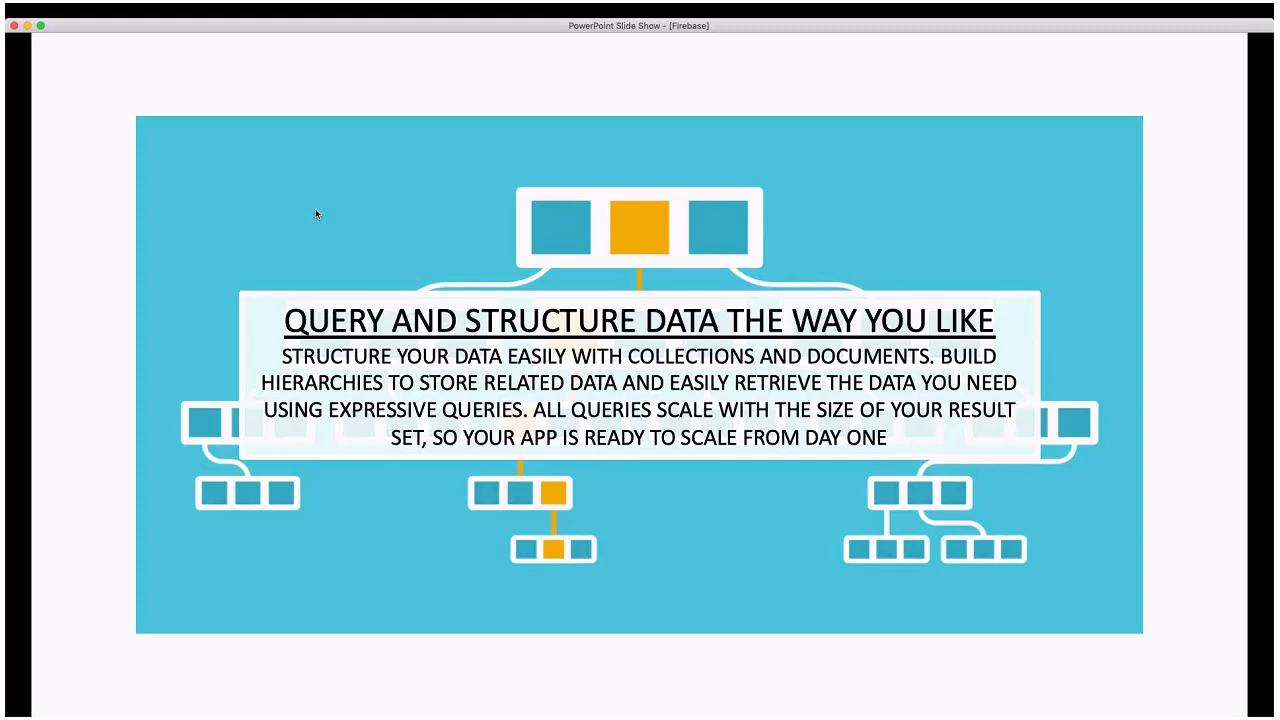 PowerPoint Slide Show - [Firebase]
QUERY AND STRUCTURE DATA THE WAY YOU LIKE
STRUCTURE YOUR DATA EASILY WITH COLLECTIONS AND DOCUMENTS. BUILD
HIERARCHIES TO STORE RELATED DATA AND EASILY RETRIEVE THE DATA YOU NEED
USING EXPRESSIVE QUERIES. ALL QUERIES SCALE WITH THE SIZE OF YOUR RESULT
SET, SO YOUR APP IS READY TO SCALE FROM DAY ONE